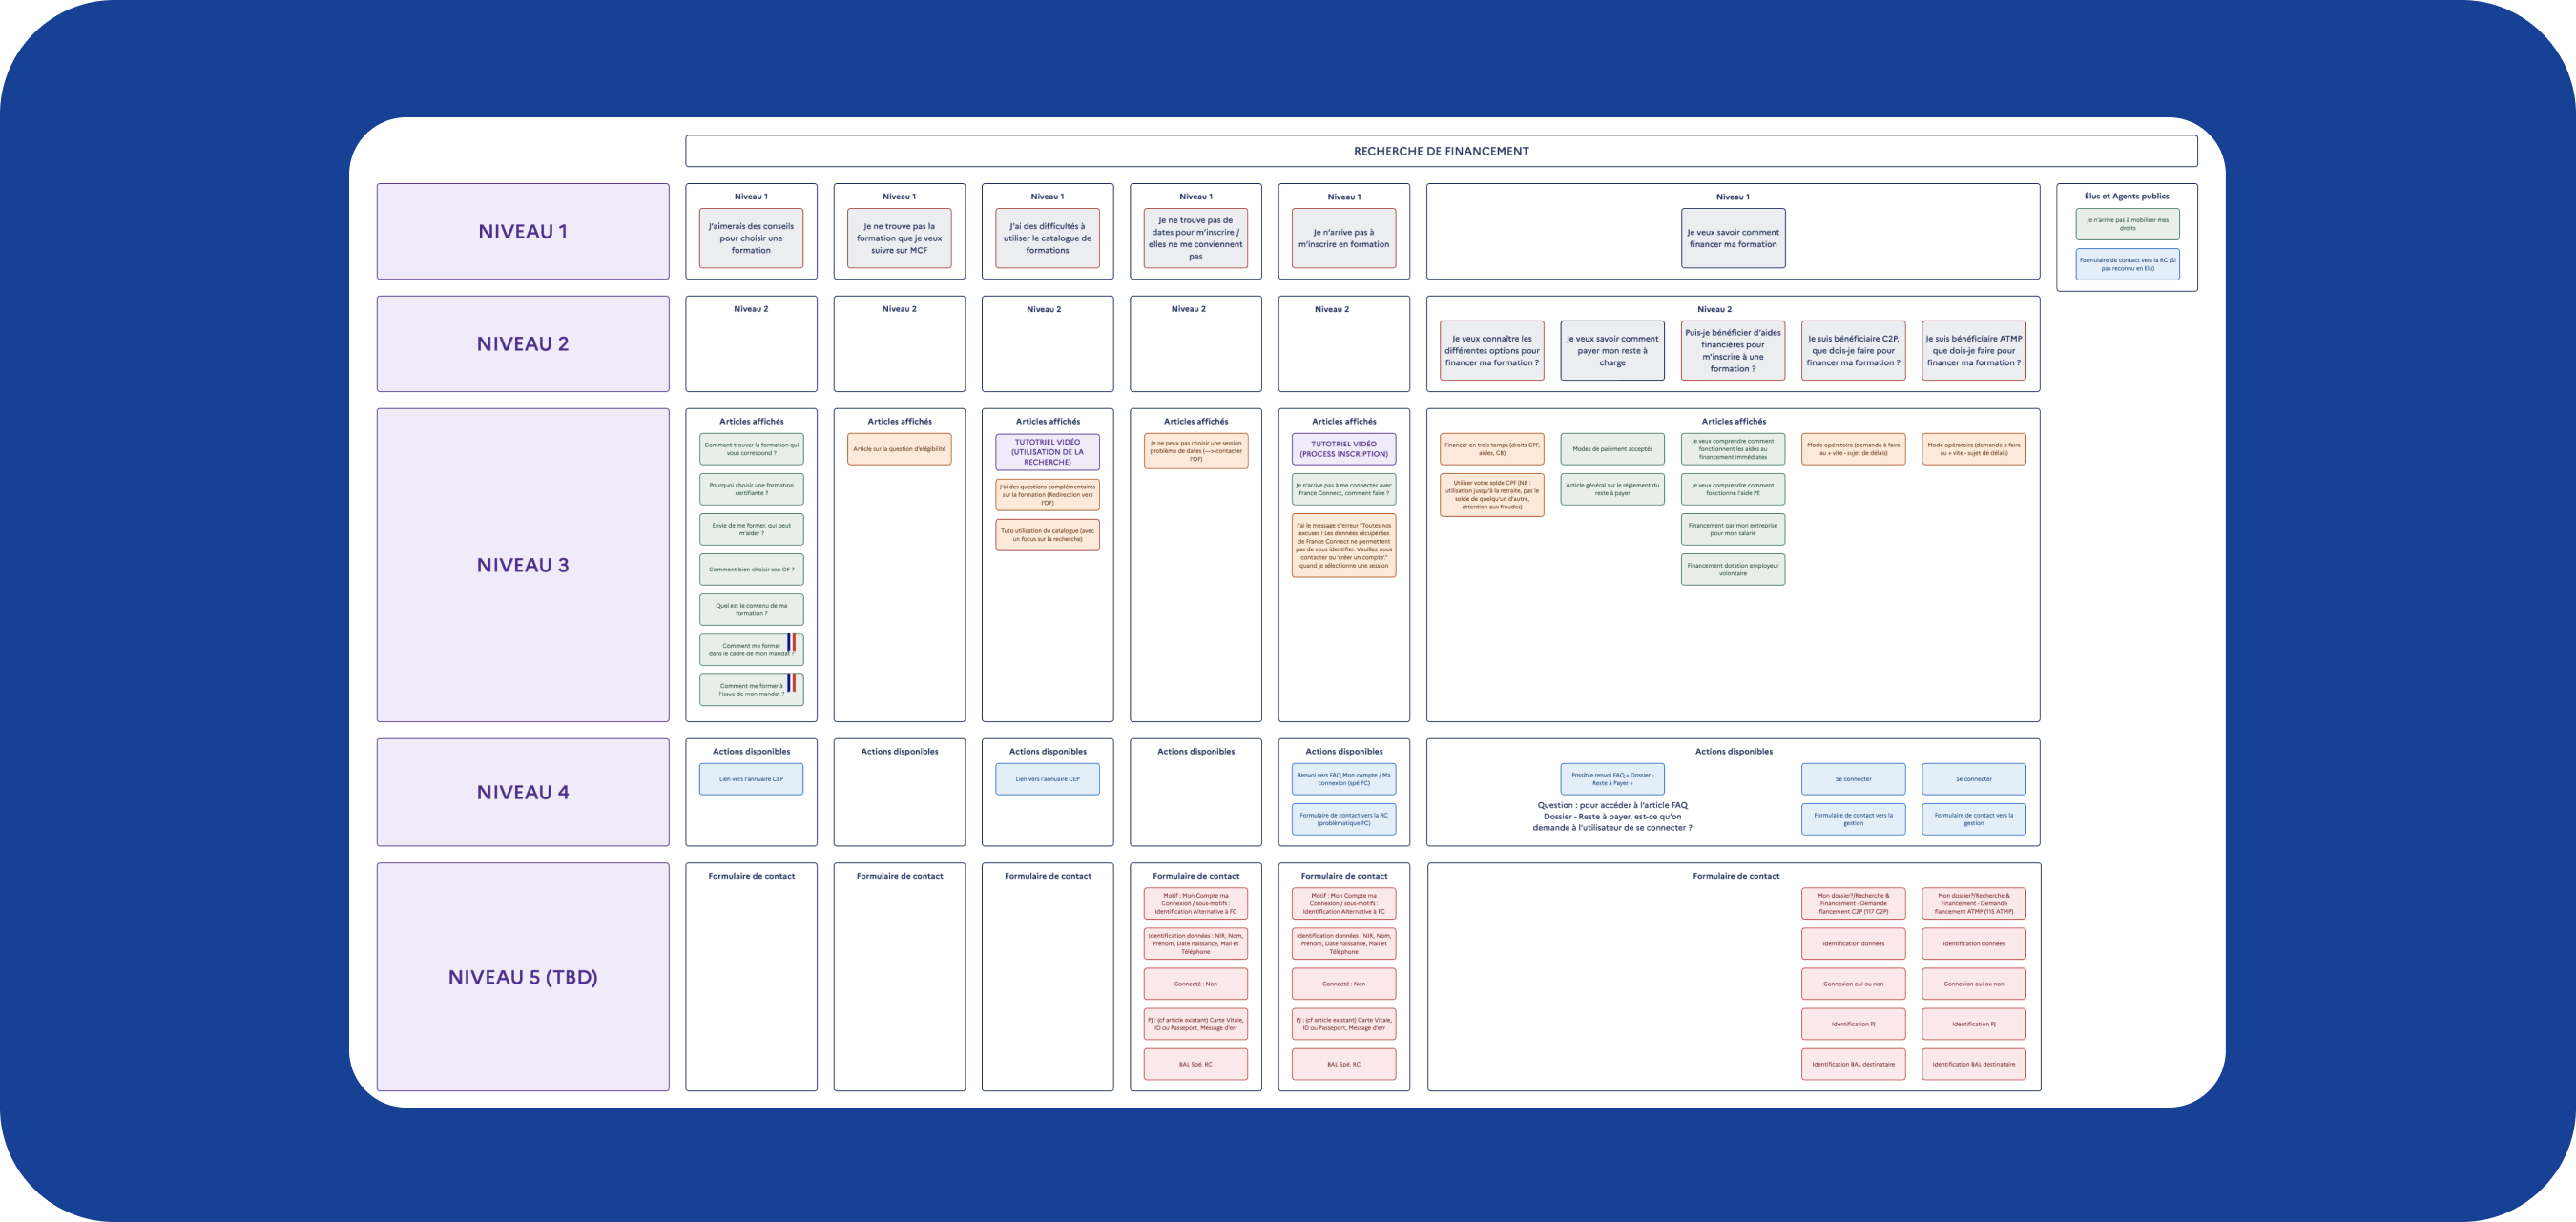 RECHERCHE DE FINANCEMENT
NIVEAU 1
Niveau 1
J'aimerais des conseils
pour choisir une
formation
Niveau 1
Je ne trouve pas la
formation que je veux
suivre sur MCF
Niveau 1
J'ai des difficultés à
utiliser le catalogue de
formations
Niveau 1
Je ne trouve pas de
dates pour m'inscrire /
elles ne me conviennent
pas
Niveau 1
Je n'arrive pas à
m'inscrire en formation
Niveau 1
Je veux savoir comment
financer ma formation
Élus et Agents publics
Je n'arrive pas à mobiliser mes
droits
Formulaire de contact vers la RC (Si
pas reconnu en Elu)
NIVEAU 2
Niveau 2
Niveau 2
Niveau 2
Niveau 2
Niveau 2
Niveau 2
Je veux connaître les
différentes options pour
financer ma formation ?
Je veux savoir comment
payer mon reste à
charge
Puis-je bénéficier d'aides
financières pour
m'inscrire à une
formation ?
Je suis bénéficiaire C2P,
que dois-je faire pour
financer ma formation ?
Je suis bénéficiaire ATMP
que dois-je faire pour
financer ma formation ?
NIVEAU 3
Articles affichés
Comment trouver la formation qui
vous correspond ?
Pourquoi choisir une formation
certifiante ?
Envie de me former, qui peut
m'aider ?
Comment bien choisir son OF ?
Quel est le contenu de ma
formation ?
Comment me former
dans le cadre de mon mandat ?
Comment me former à
l'issue de mon mandat ?
Articles affichés
Article sur la question d'elégibilité
Articles affichés
TUTOTRIEL VIDÉO
(UTILISATION DE LA
RECHERCHE)
J'ai des questions complémentaires
sur la formation (Redirection vers
l'OF)
Tuto utilisation du catalogue (avec
un focus sur la recherche)
Articles affichés
Je ne peux pas choisir une session
problème de dates (—> contacter
l'OF)
Articles affichés
TUTOTRIEL VIDÉO
(PROCESS INSCRIPTION)
Je n'arrive pas à me connecter avec
France Connect, comment faire ?
J'ai le message d'erreur "Toutes nos
excuses ! Les données récupérées
de France Connect ne permettent
pas de vous identifier. Veuillez nous
contacter ou 'créer un compte'."
quand je sélectionne une session
Articles affichés
Financer en trois temps (droits CPF,
aides, CB)
Utiliser votre solde CPF (NB :
utilisation jusqu'à la retraite, pas le
solde de quelqu'un d'autre,
attention aux fraudes)
Modes de paiement acceptés
Article général sur le règlement du
reste à payer
Je veux comprendre comment
fonctionnent les aides au
financement immédiates
Je veux comprendre comment
fonctionne l'aide PE
Financement par mon entreprise
pour mon salarié
Financement dotation employeur
volontaire
Mode opératoire (demande à faire
au + vite - sujet de délais)
Mode opératoire (demande à faire
au + vite - sujet de délais)
NIVEAU 4
Actions disponibles
Lien vers l'annuaire CEP
Actions disponibles
Actions disponibles
Lien vers l'annuaire CEP
Actions disponibles
Actions disponibles
Renvoi vers FAQ Mon compte / Ma
connexion (spé FC)
Formulaire de contact vers la RC
(problématique FC)
Actions disponibles
Possible renvoi FAQ « Dossier -
Reste à Payer »
Question : pour accéder à l'article FAQ
Dossier - Reste à payer, est-ce qu'on
demande à l'utilisateur de se connecter ?
Se connecter
Formulaire de contact vers la
gestion
Se connecter
Formulaire de contact vers la
gestion
NIVEAU 5 (TBD)
Formulaire de contact
Formulaire de contact
Formulaire de contact
Formulaire de contact
Motif : Mon Compte ma
Connexion / sous-motifs :
Identification Alternative à FC
Identification données : NIR, Nom,
Prénom, Date naissance, Mail et
Téléphone
Connecté : Non
PJ : (cf article existant) Carte Vitale,
ID ou Passeport, Message d'err
BAL Spé. RC
Formulaire de contact
Motif : Mon Compte ma
Connexion / sous-motifs :
Identification Alternative à FC
Identification données : NIR, Nom,
Prénom, Date naissance, Mail et
Téléphone
Connecté : Non
PJ : (cf article existant) Carte Vitale,
ID ou Passeport, Message d'err
BAL Spé. RC
Formulaire de contact
Mon dossier?/Recherche &
Financement - Demande
fiancement C2P (117 C2P)
Identification données
Connexion oui ou non
Identification PJ
Identification BAL destinataire
Mon dossier?/Recherche &
Financement - Demande
fiancement ATMP (115 ATMP)
Identification données
Connexion oui ou non
Identification PJ
Identification BAL destinataire